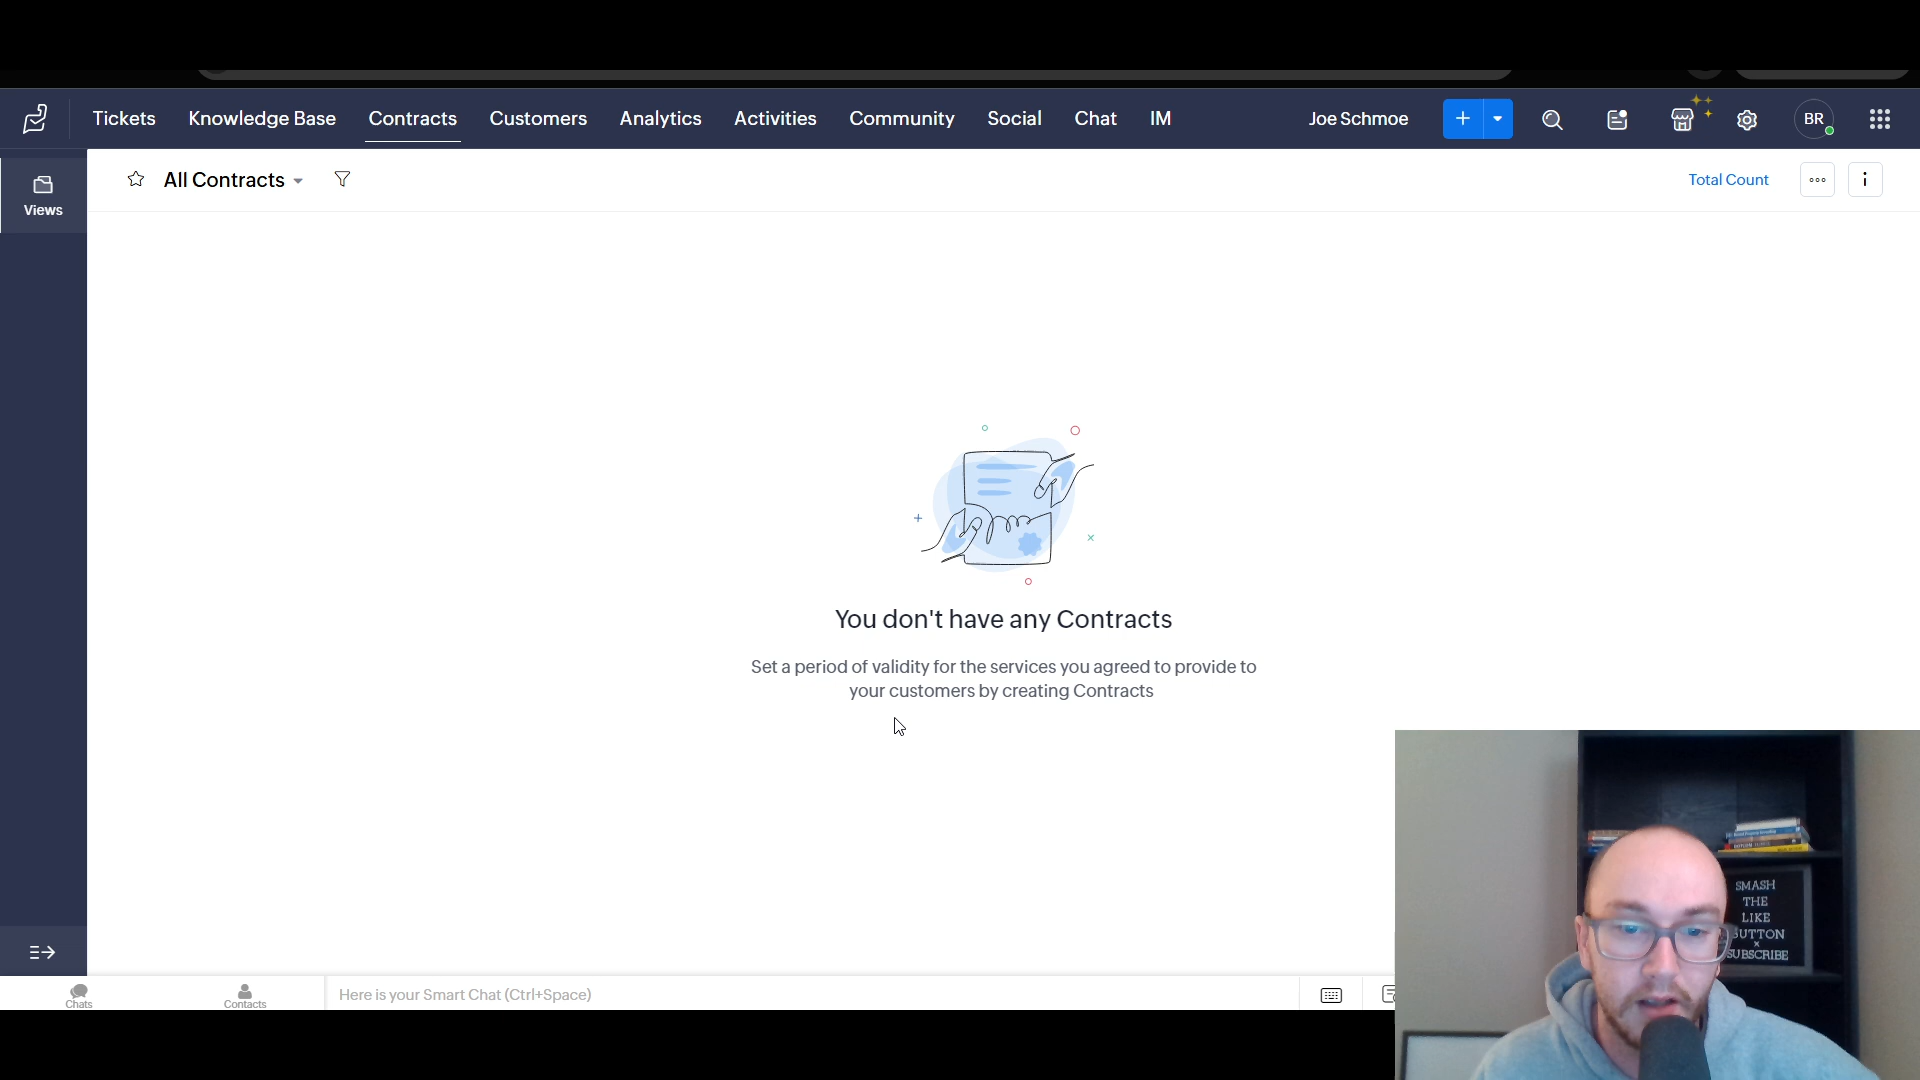 Tickets Knowledge Base Contracts Customers Analytics Activities Community Social Chat IM Joe Schmoe BR
Views
All Contracts
Total Count
You don't have any Contracts
Set a period of validity for the services you agreed to provide to
your customers by creating Contracts
SMASH
THE
LIKE
BUTTON
×
SUBSCRIBE
Chats
Contacts
Here is your Smart Chat (Ctrl+Space)